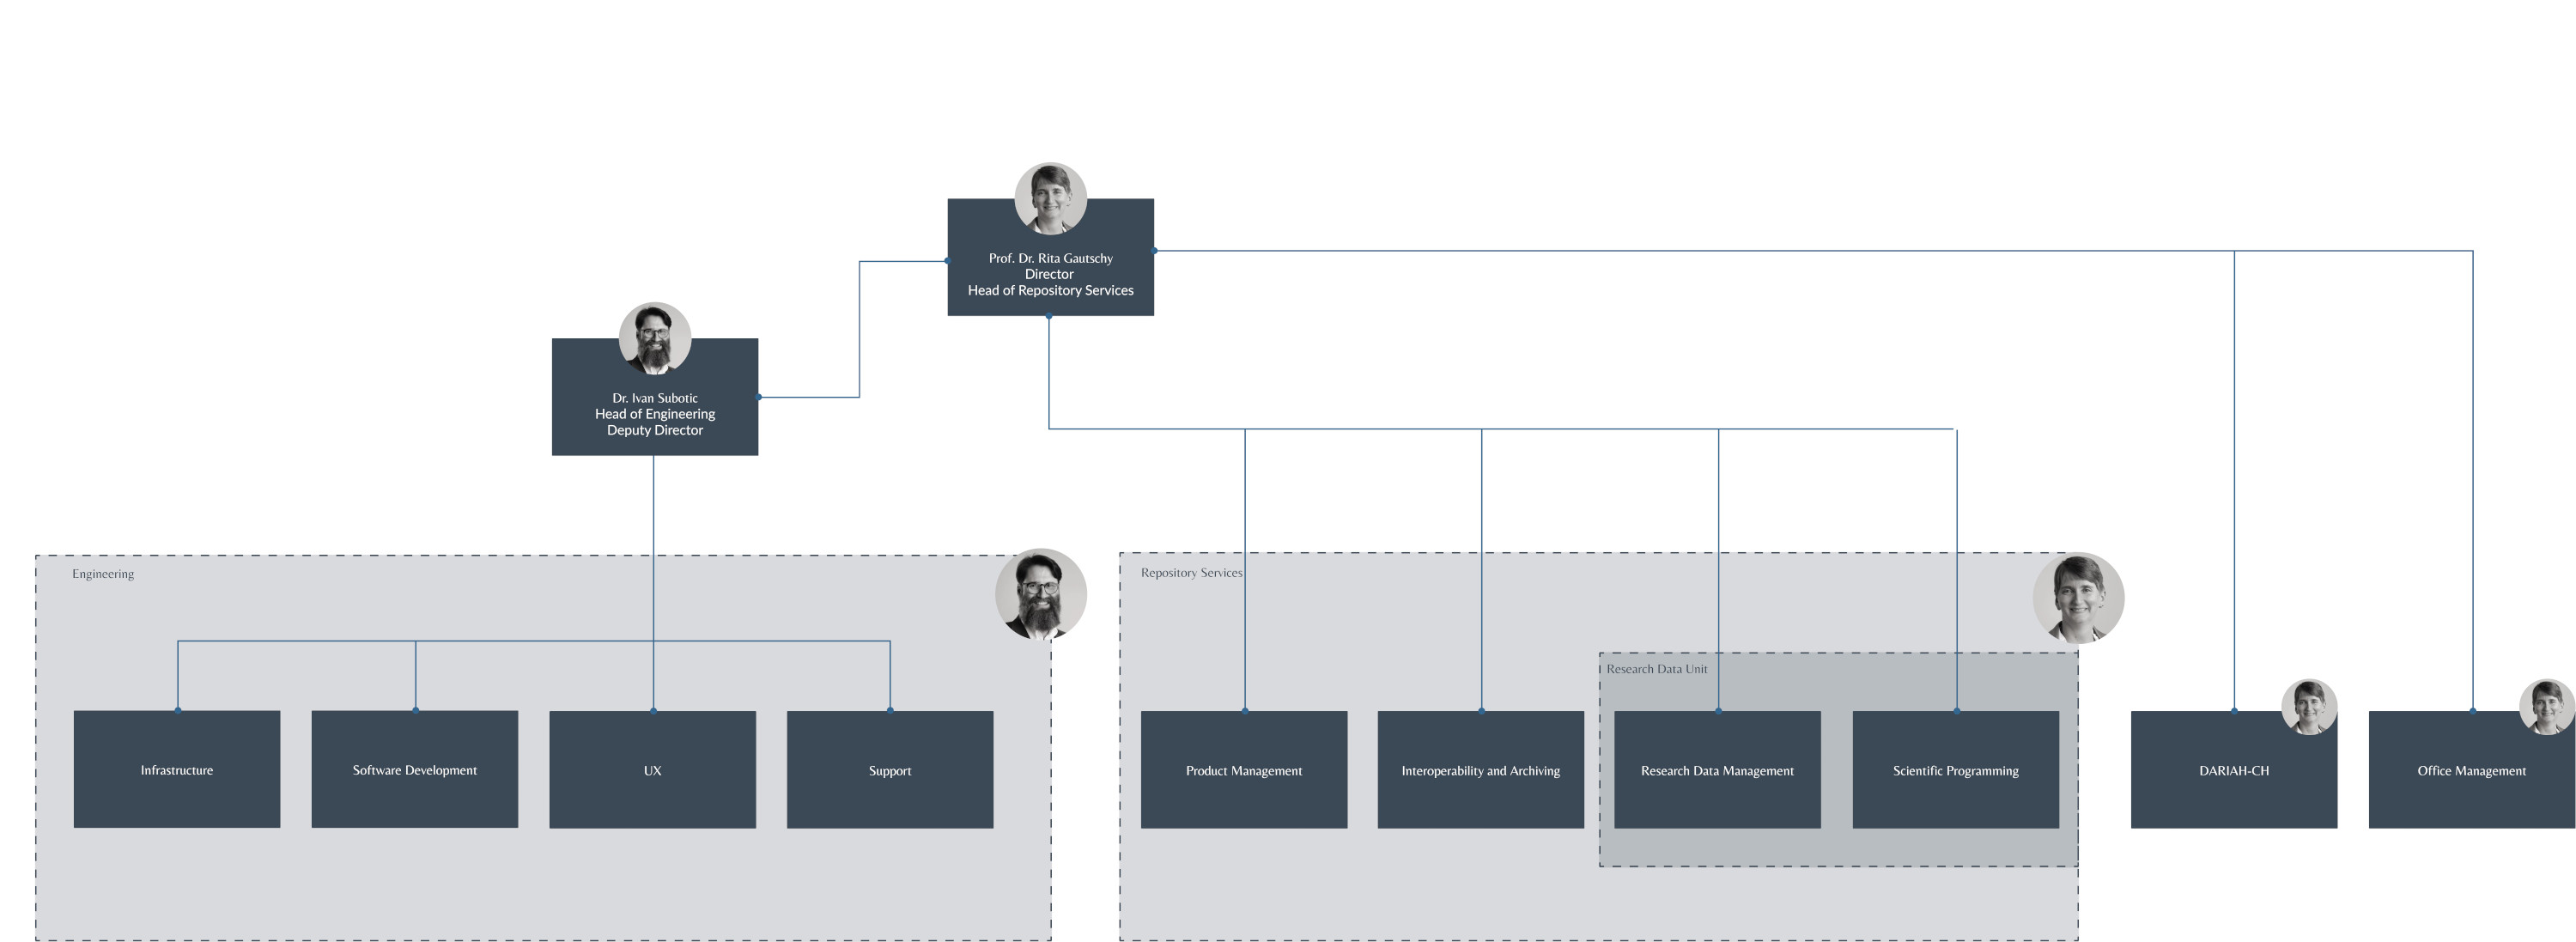 Prof. Dr. Rita Gautschy
Director
Head of Repository Services
Dr. Ivan Subotic
Head of Engineering
Deputy Director
Engineering
Infrastructure
Software Development
UX
Support
Repository Services
Research Data Unit
Product Management
Interoperability and Archiving
Research Data Management
Scientific Programming
DARIAH-CH
Office Management